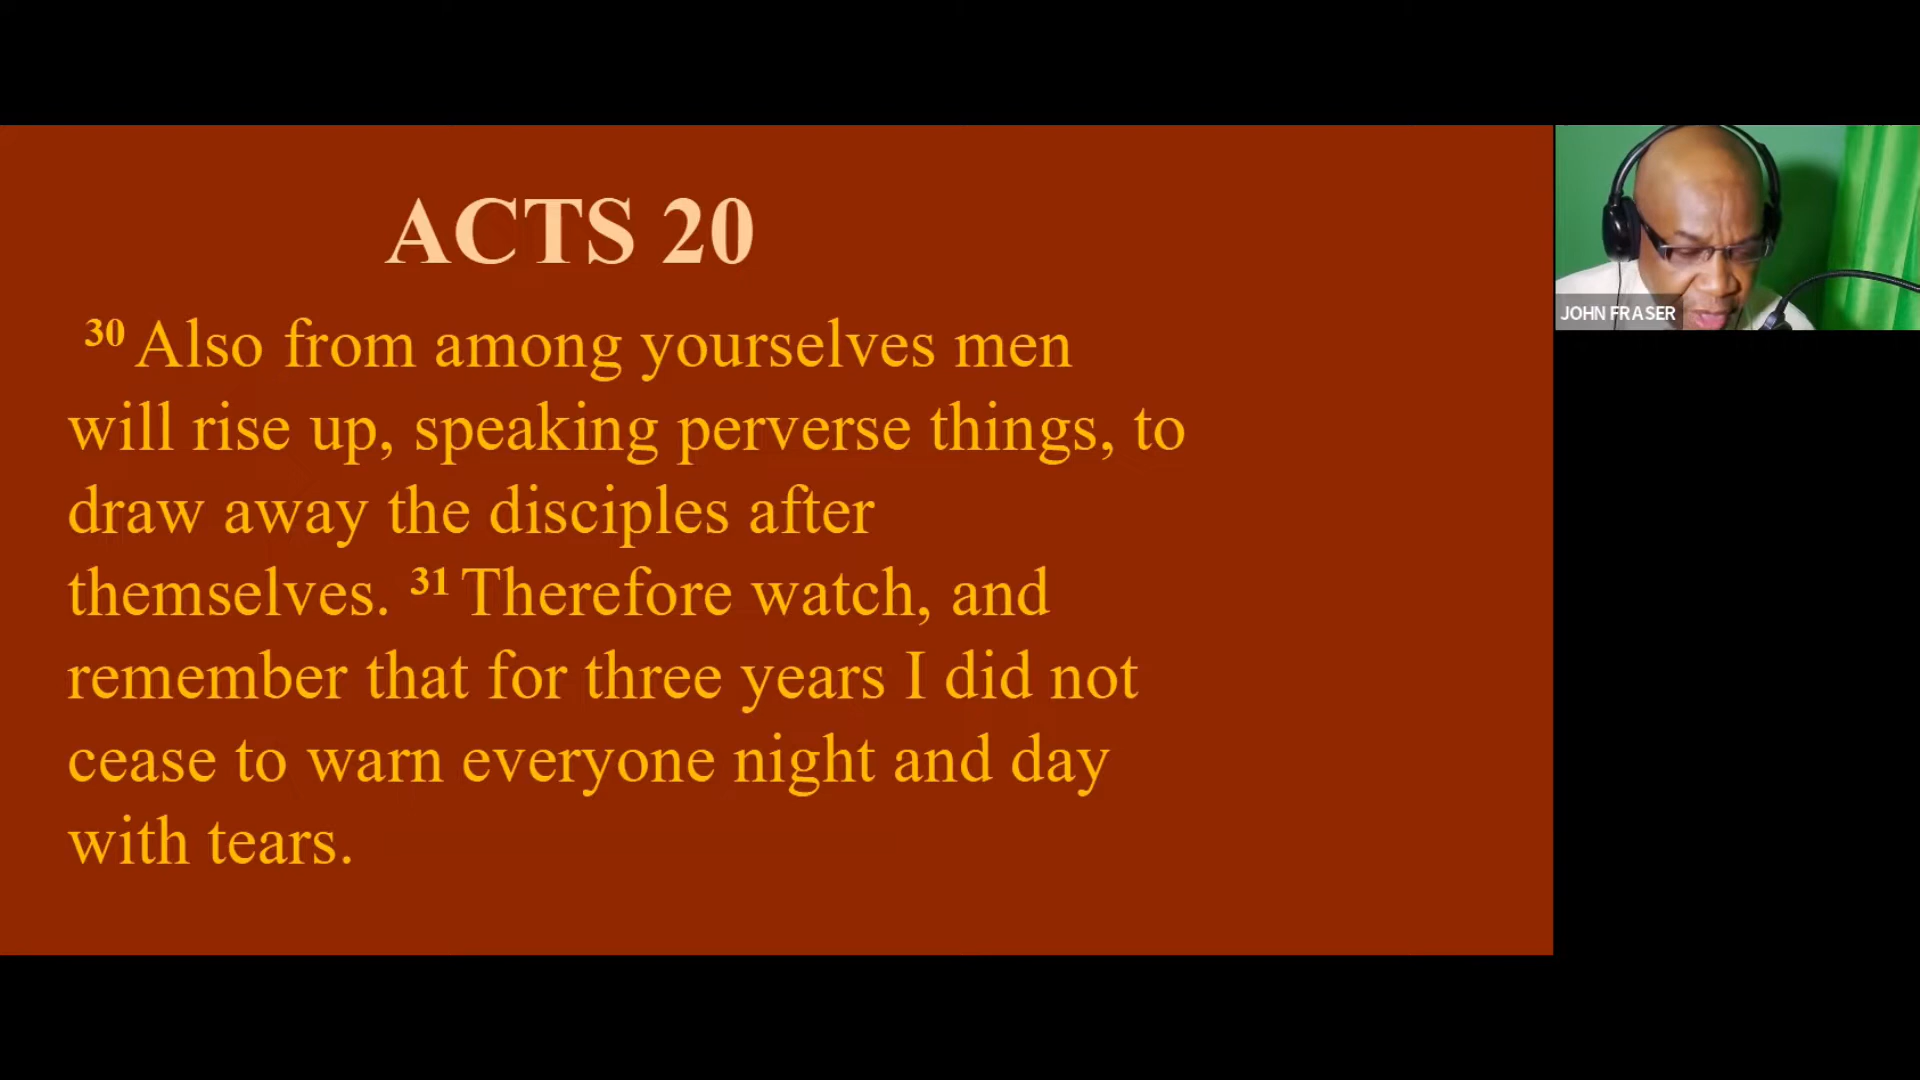 ACTS 20
30 Also from among yourselves men
will rise up, speaking perverse things, to
draw away the disciples after
themselves. 31 Therefore watch, and
remember that for three years I did not
cease to warn everyone night and day
with tears.
JOHN FRASER